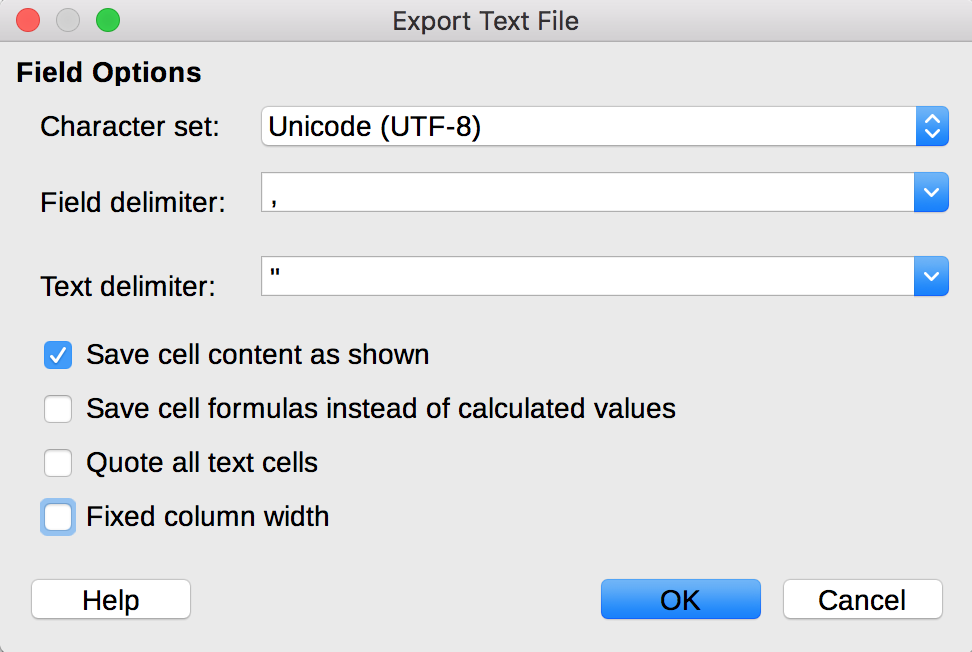 Export Text File
Field Options
Character set: Unicode (UTF-8)
Field delimiter: ,
Text delimiter: "
Save cell content as shown
Save cell formulas instead of calculated values
Quote all text cells
Fixed column width
Help OK Cancel